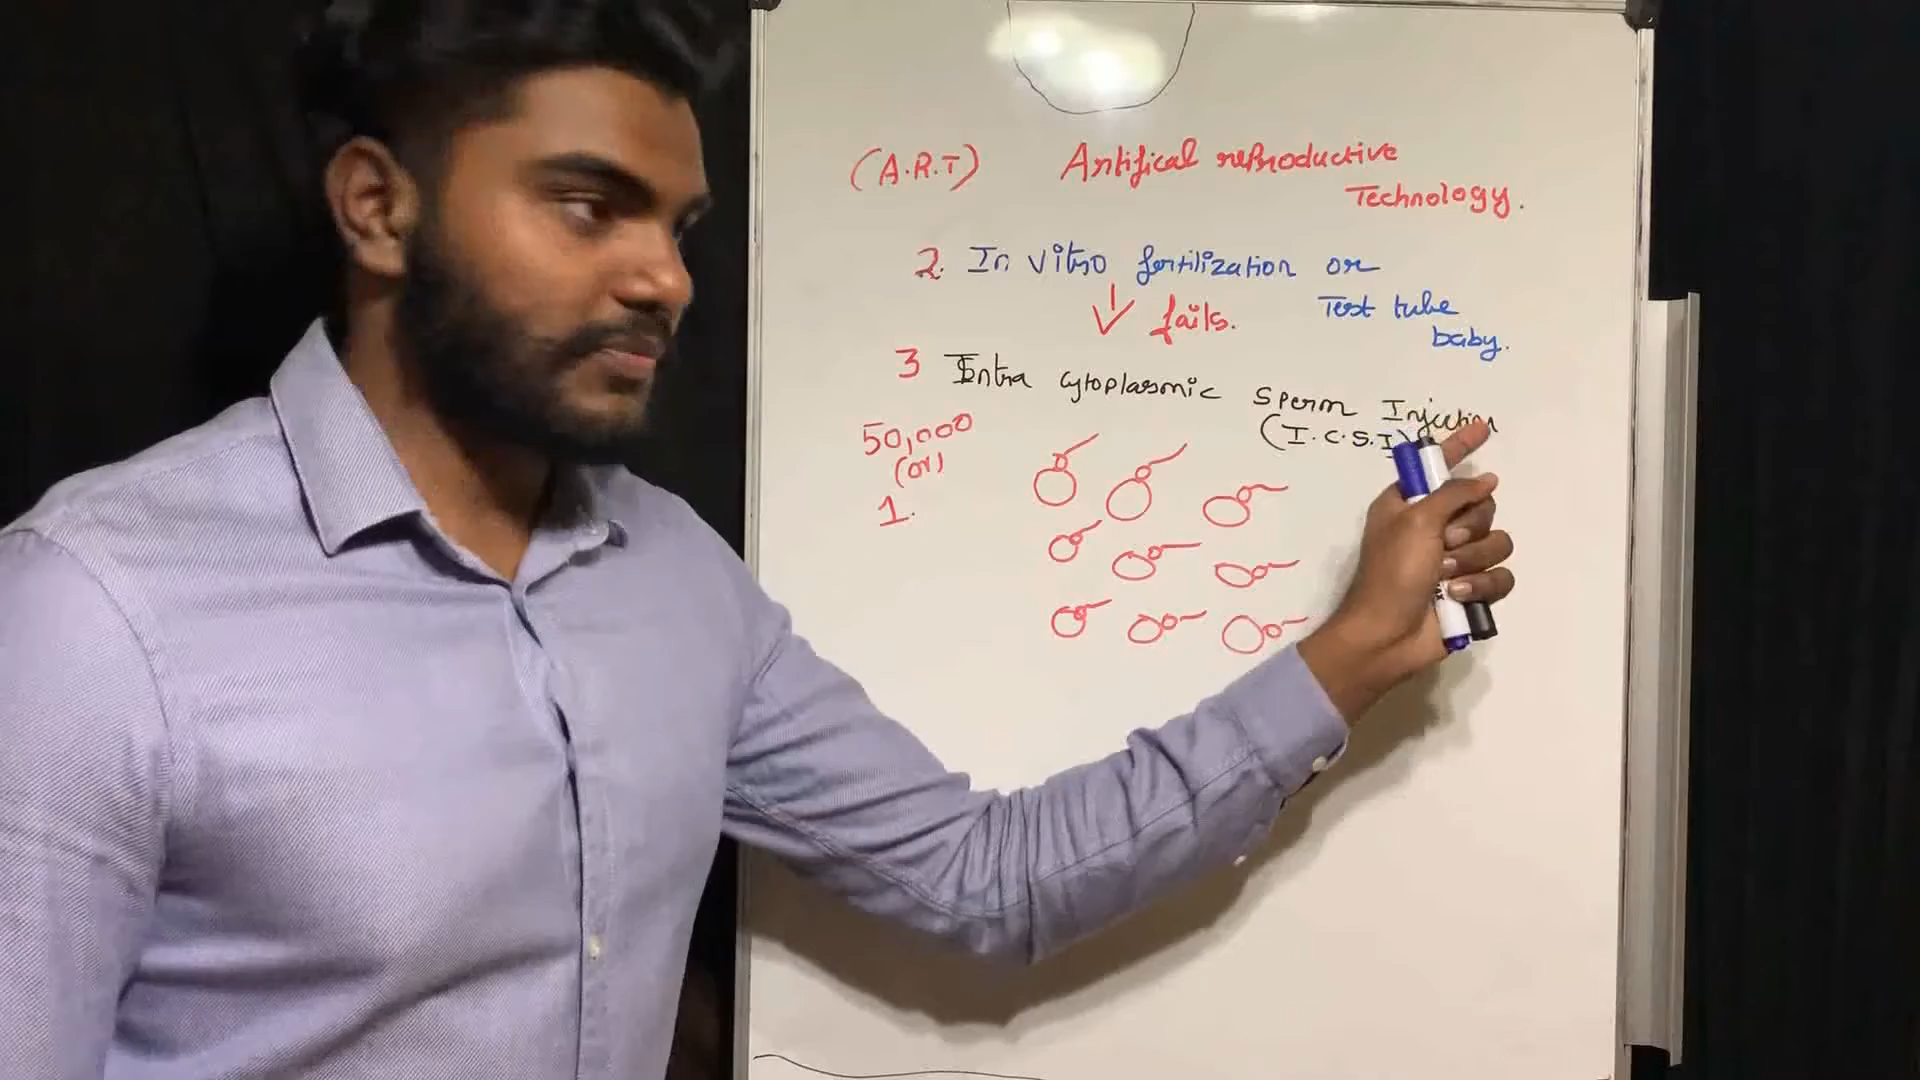 (A.R.T) Artifical reproductive
Technology.
2. In vitro fertilization or
Test tube
baby.
fails.
3 Intra cytoplasmic Sperm Injection
(I.C.S.I)
50,000
(or)
1.